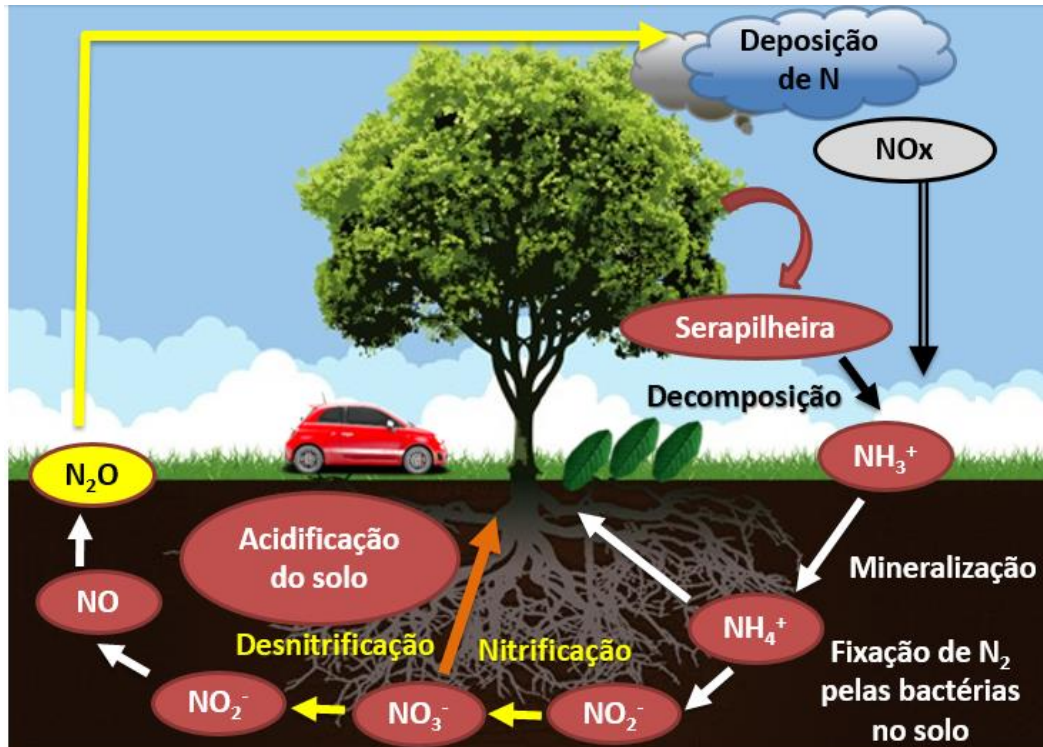 Deposição
de N
NOx
Serapilheira
Decomposição
NH₃⁺
N₂O
Acidificação
do solo
Mineralização
NO
NH₄⁺
Desnitrificação
Nitrificação
Fixação de N₂
pelas bactérias
no solo
NO₂⁻
NO₃⁻
NO₂⁻